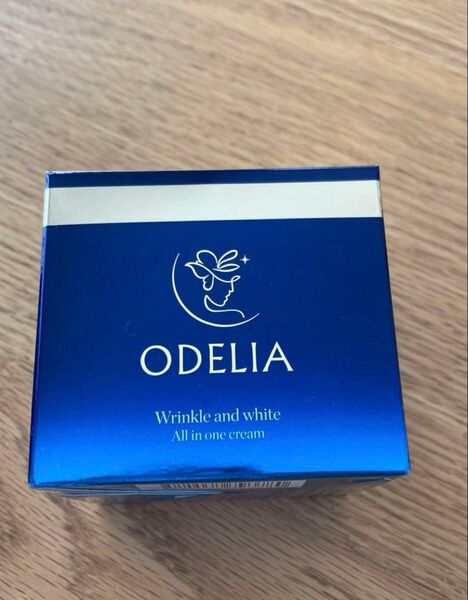 ODELIA
Wrinkle and white
All in one cream